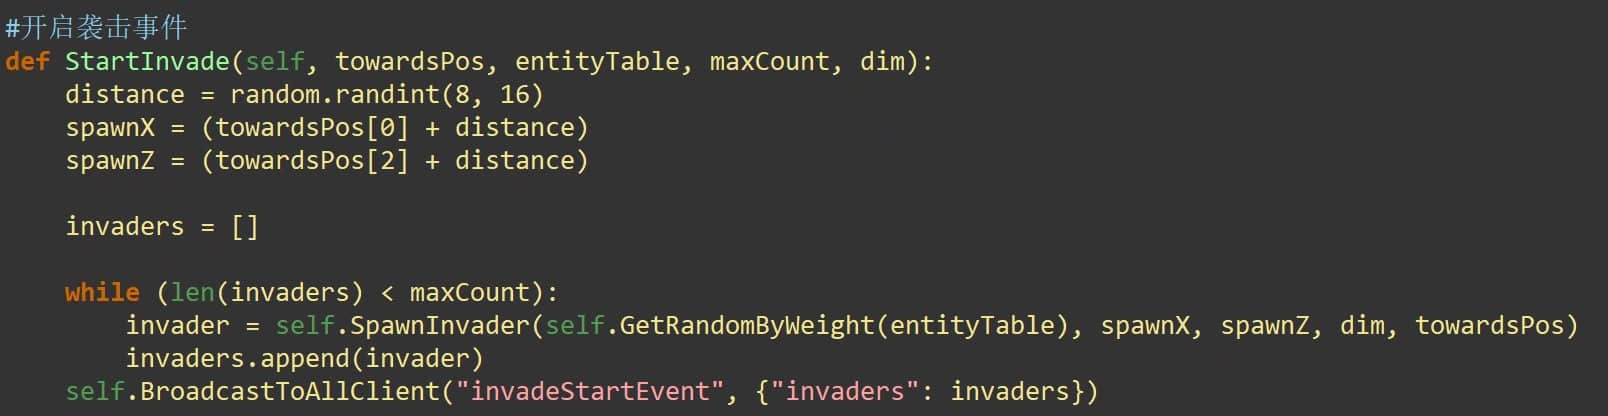 #开启袭击事件
def StartInvade(self, towardsPos, entityTable, maxCount, dim):
    distance = random.randint(8, 16)
    spawnX = (towardsPos[0] + distance)
    spawnZ = (towardsPos[2] + distance)
    invaders = []
    while (len(invaders) < maxCount):
        invader = self.SpawnInvader(self.GetRandomByWeight(entityTable), spawnX, spawnZ, dim, towardsPos)
        invaders.append(invader)
    self.BroadcastToAllClient("invadeStartEvent", {"invaders": invaders})